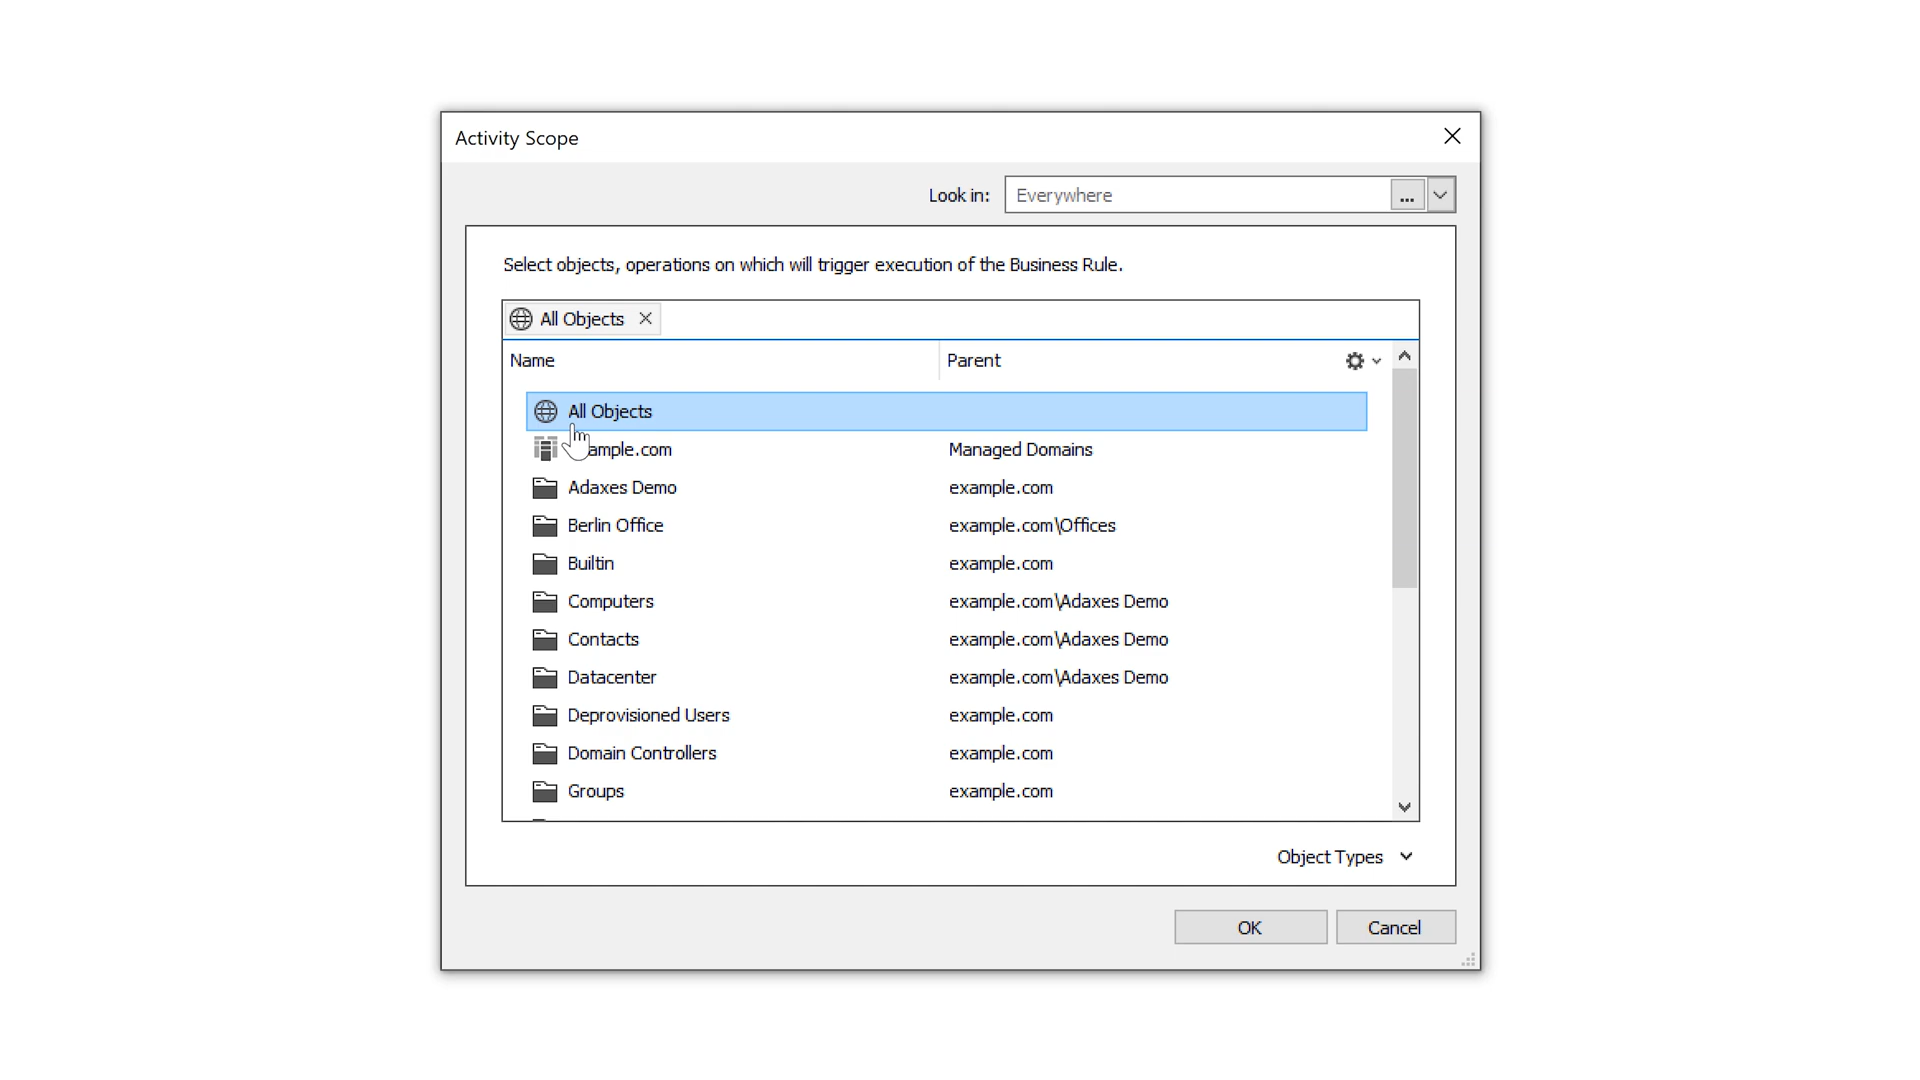 Activity Scope
Look in: Everywhere ...
Select objects, operations on which will trigger execution of the Business Rule.
All Objects
Name Parent
All Objects
ample.com Managed Domains
Adaxes Demo example.com
Berlin Office example.com\Offices
Builtin example.com
Computers example.com\Adaxes Demo
Contacts example.com\Adaxes Demo
Datacenter example.com\Adaxes Demo
Deprovisioned Users example.com
Domain Controllers example.com
Groups example.com
Object Types
OK Cancel